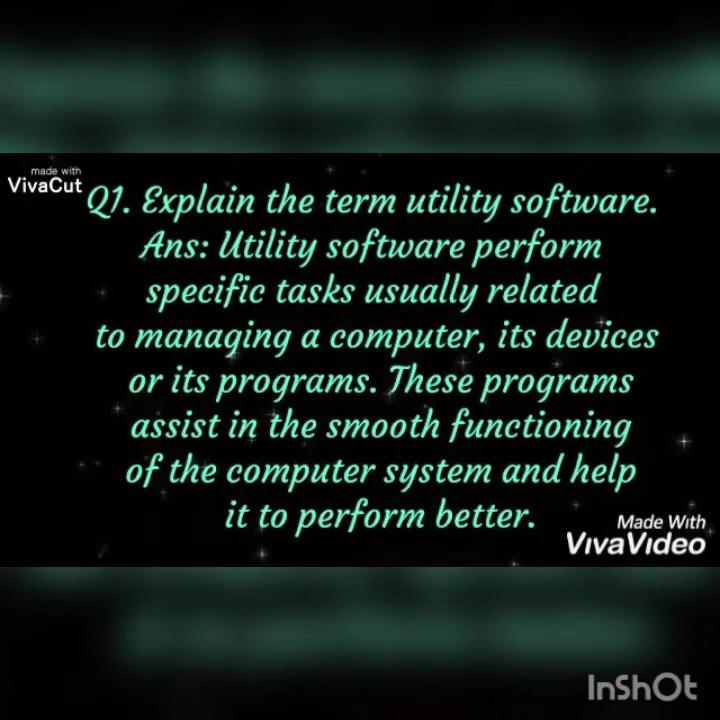 made with
VivaCut
Q1. Explain the term utility software.
Ans: Utility software perform
specific tasks usually related
to managing a computer, its devices
or its programs. These programs
assist in the smooth functioning
of the computer system and help
it to perform better.
Made With
VivaVideo
InShOt